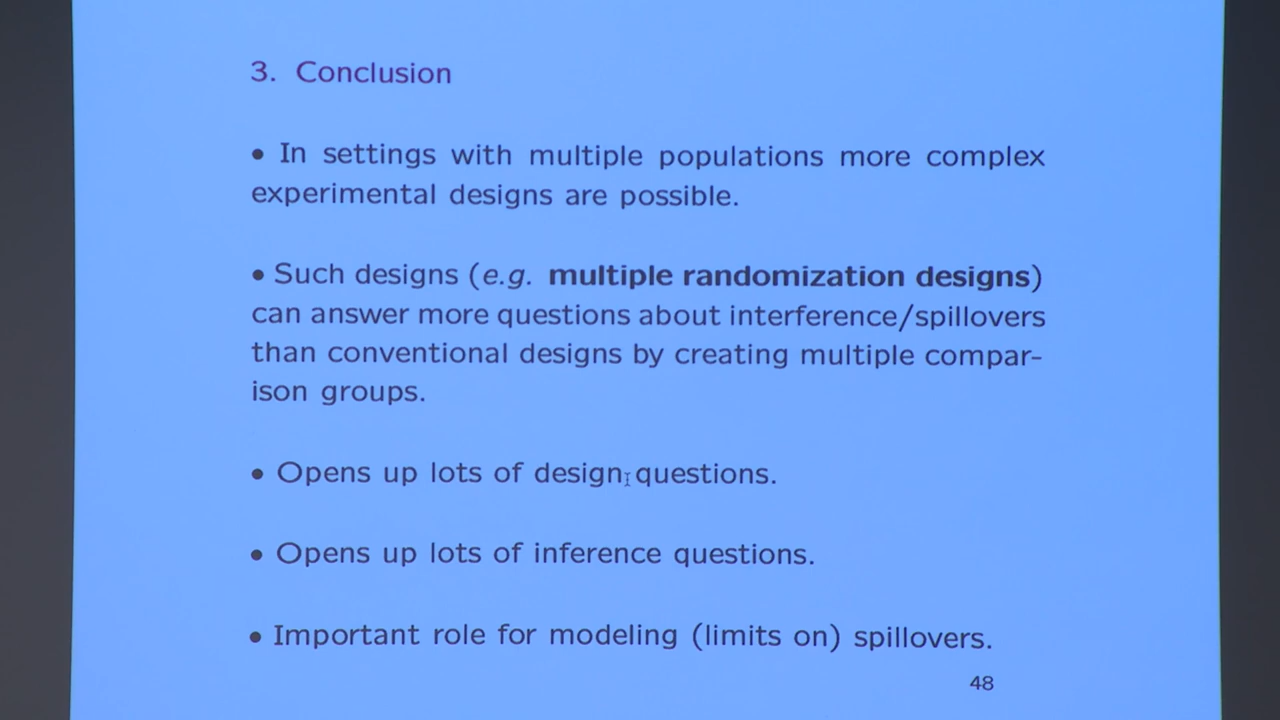 3. Conclusion
• In settings with multiple populations more complex
experimental designs are possible.
• Such designs (e.g. multiple randomization designs)
can answer more questions about interference/spillovers
than conventional designs by creating multiple compar-
ison groups.
• Opens up lots of design questions.
• Opens up lots of inference questions.
• Important role for modeling (limits on) spillovers.
48